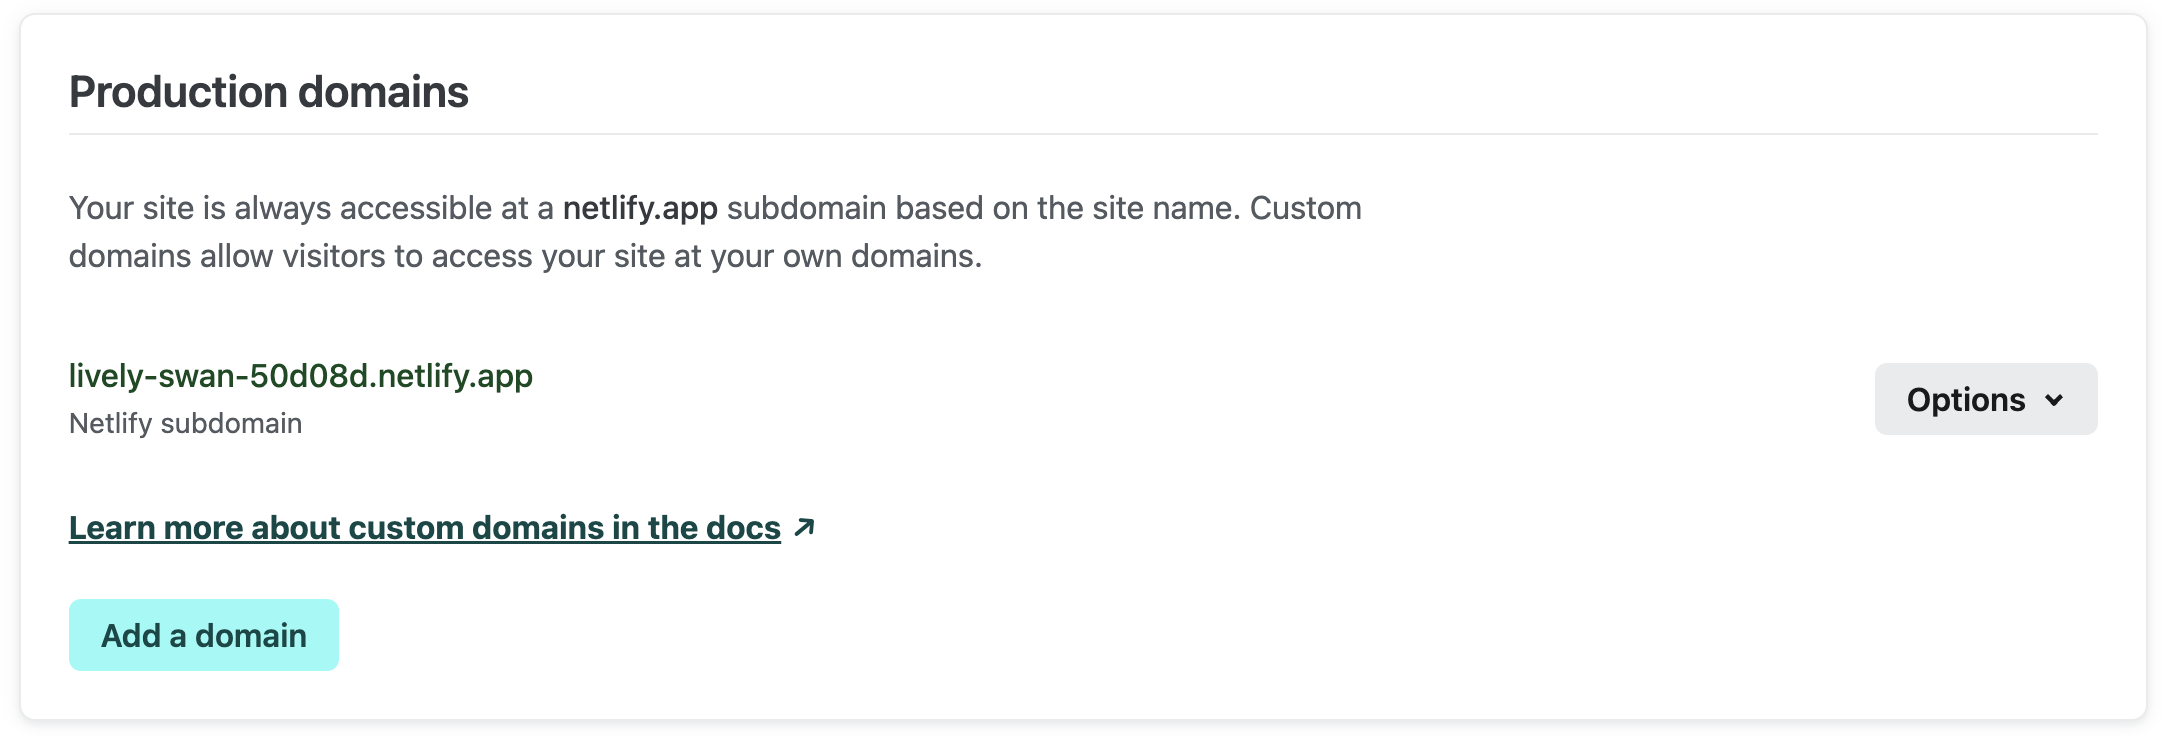 Production domains
Your site is always accessible at a netlify.app subdomain based on the site name. Custom
domains allow visitors to access your site at your own domains.
lively-swan-50d08d.netlify.app
Netlify subdomain
Options
Learn more about custom domains in the docs
Add a domain